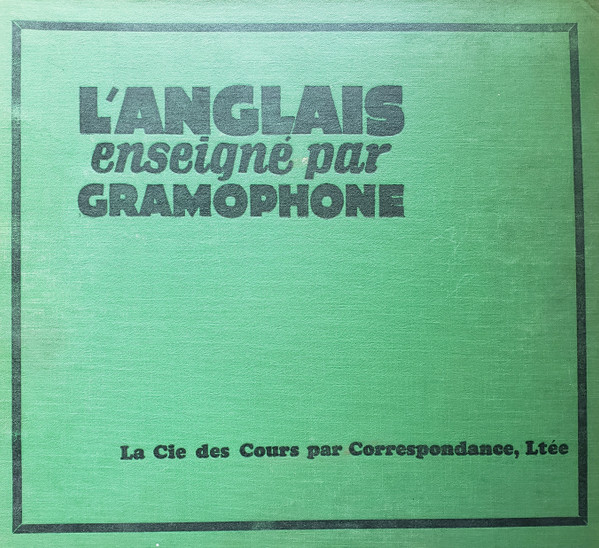 L'ANGLAIS
enseigné par
GRAMOPHONE
La Cie des Cours par Correspondance, Ltée